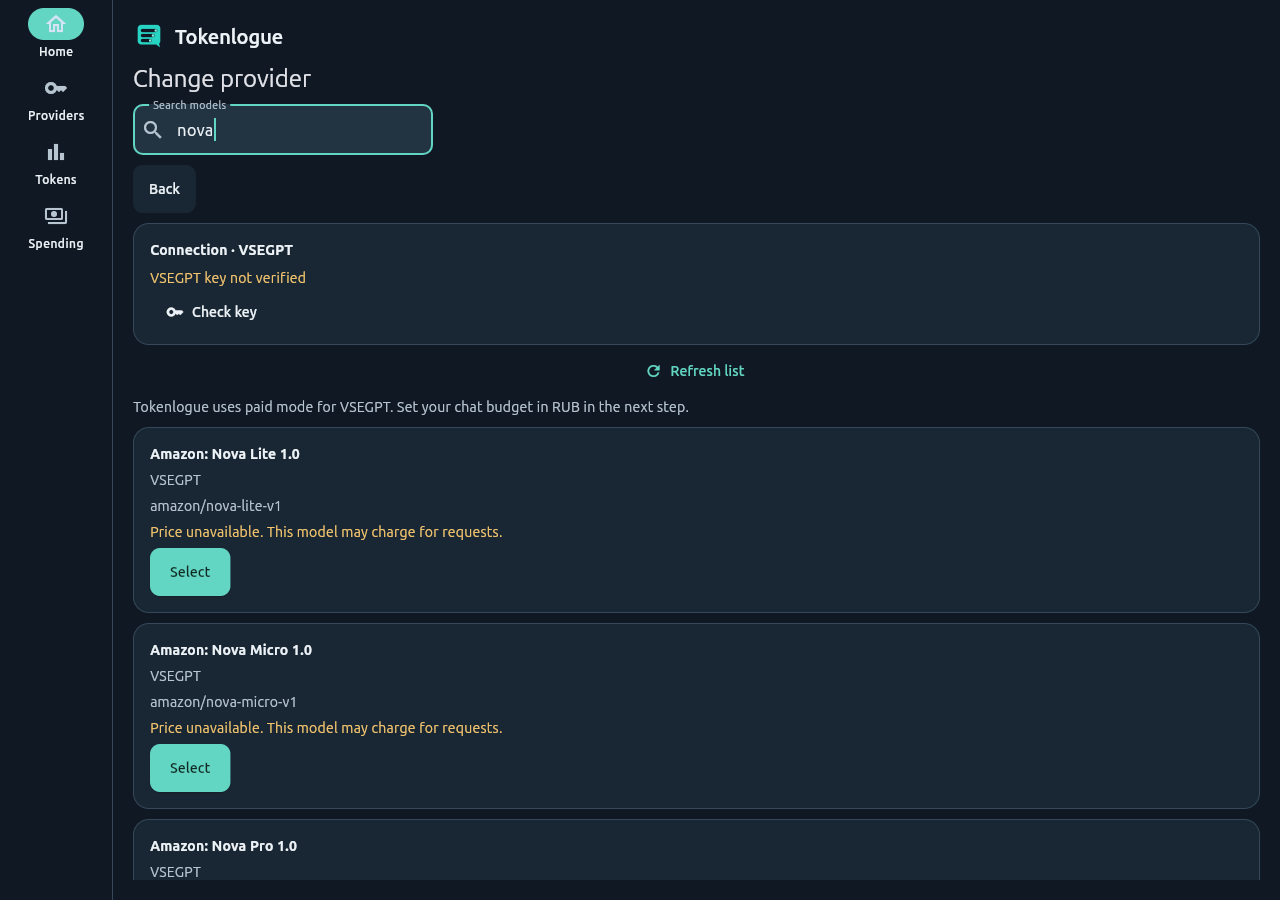 Home
Providers
Tokens
Spending
Tokenlogue
Change provider
Search models
nova
Back
Connection · VSEGPT
VSEGPT key not verified
Check key
Refresh list
Tokenlogue uses paid mode for VSEGPT. Set your chat budget in RUB in the next step.
Amazon: Nova Lite 1.0
VSEGPT
amazon/nova-lite-v1
Price unavailable. This model may charge for requests.
Select
Amazon: Nova Micro 1.0
VSEGPT
amazon/nova-micro-v1
Price unavailable. This model may charge for requests.
Select
Amazon: Nova Pro 1.0
VSEGPT